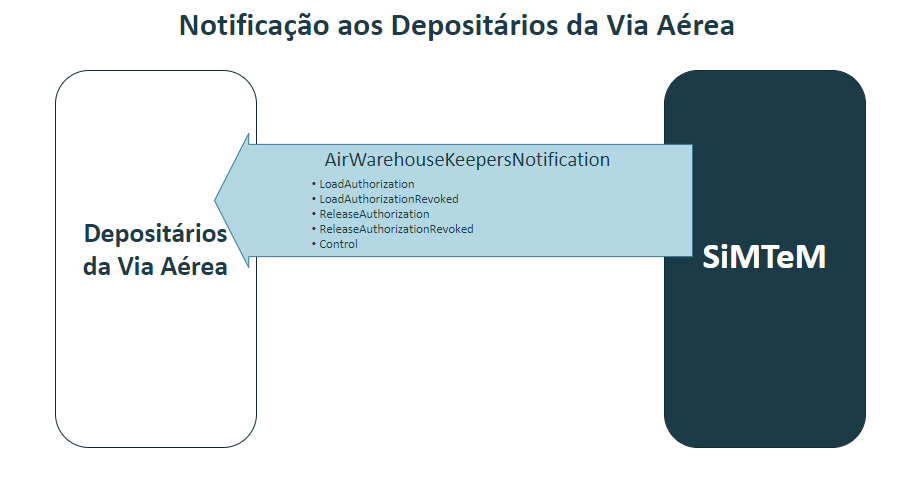 Notificação aos Depositários da Via Aérea
AirWarehouseKeepersNotification
• LoadAuthorization
• LoadAuthorizationRevoked
• ReleaseAuthorization
• ReleaseAuthorizationRevoked
• Control
Depositários
da Via Aérea
SiMTeM